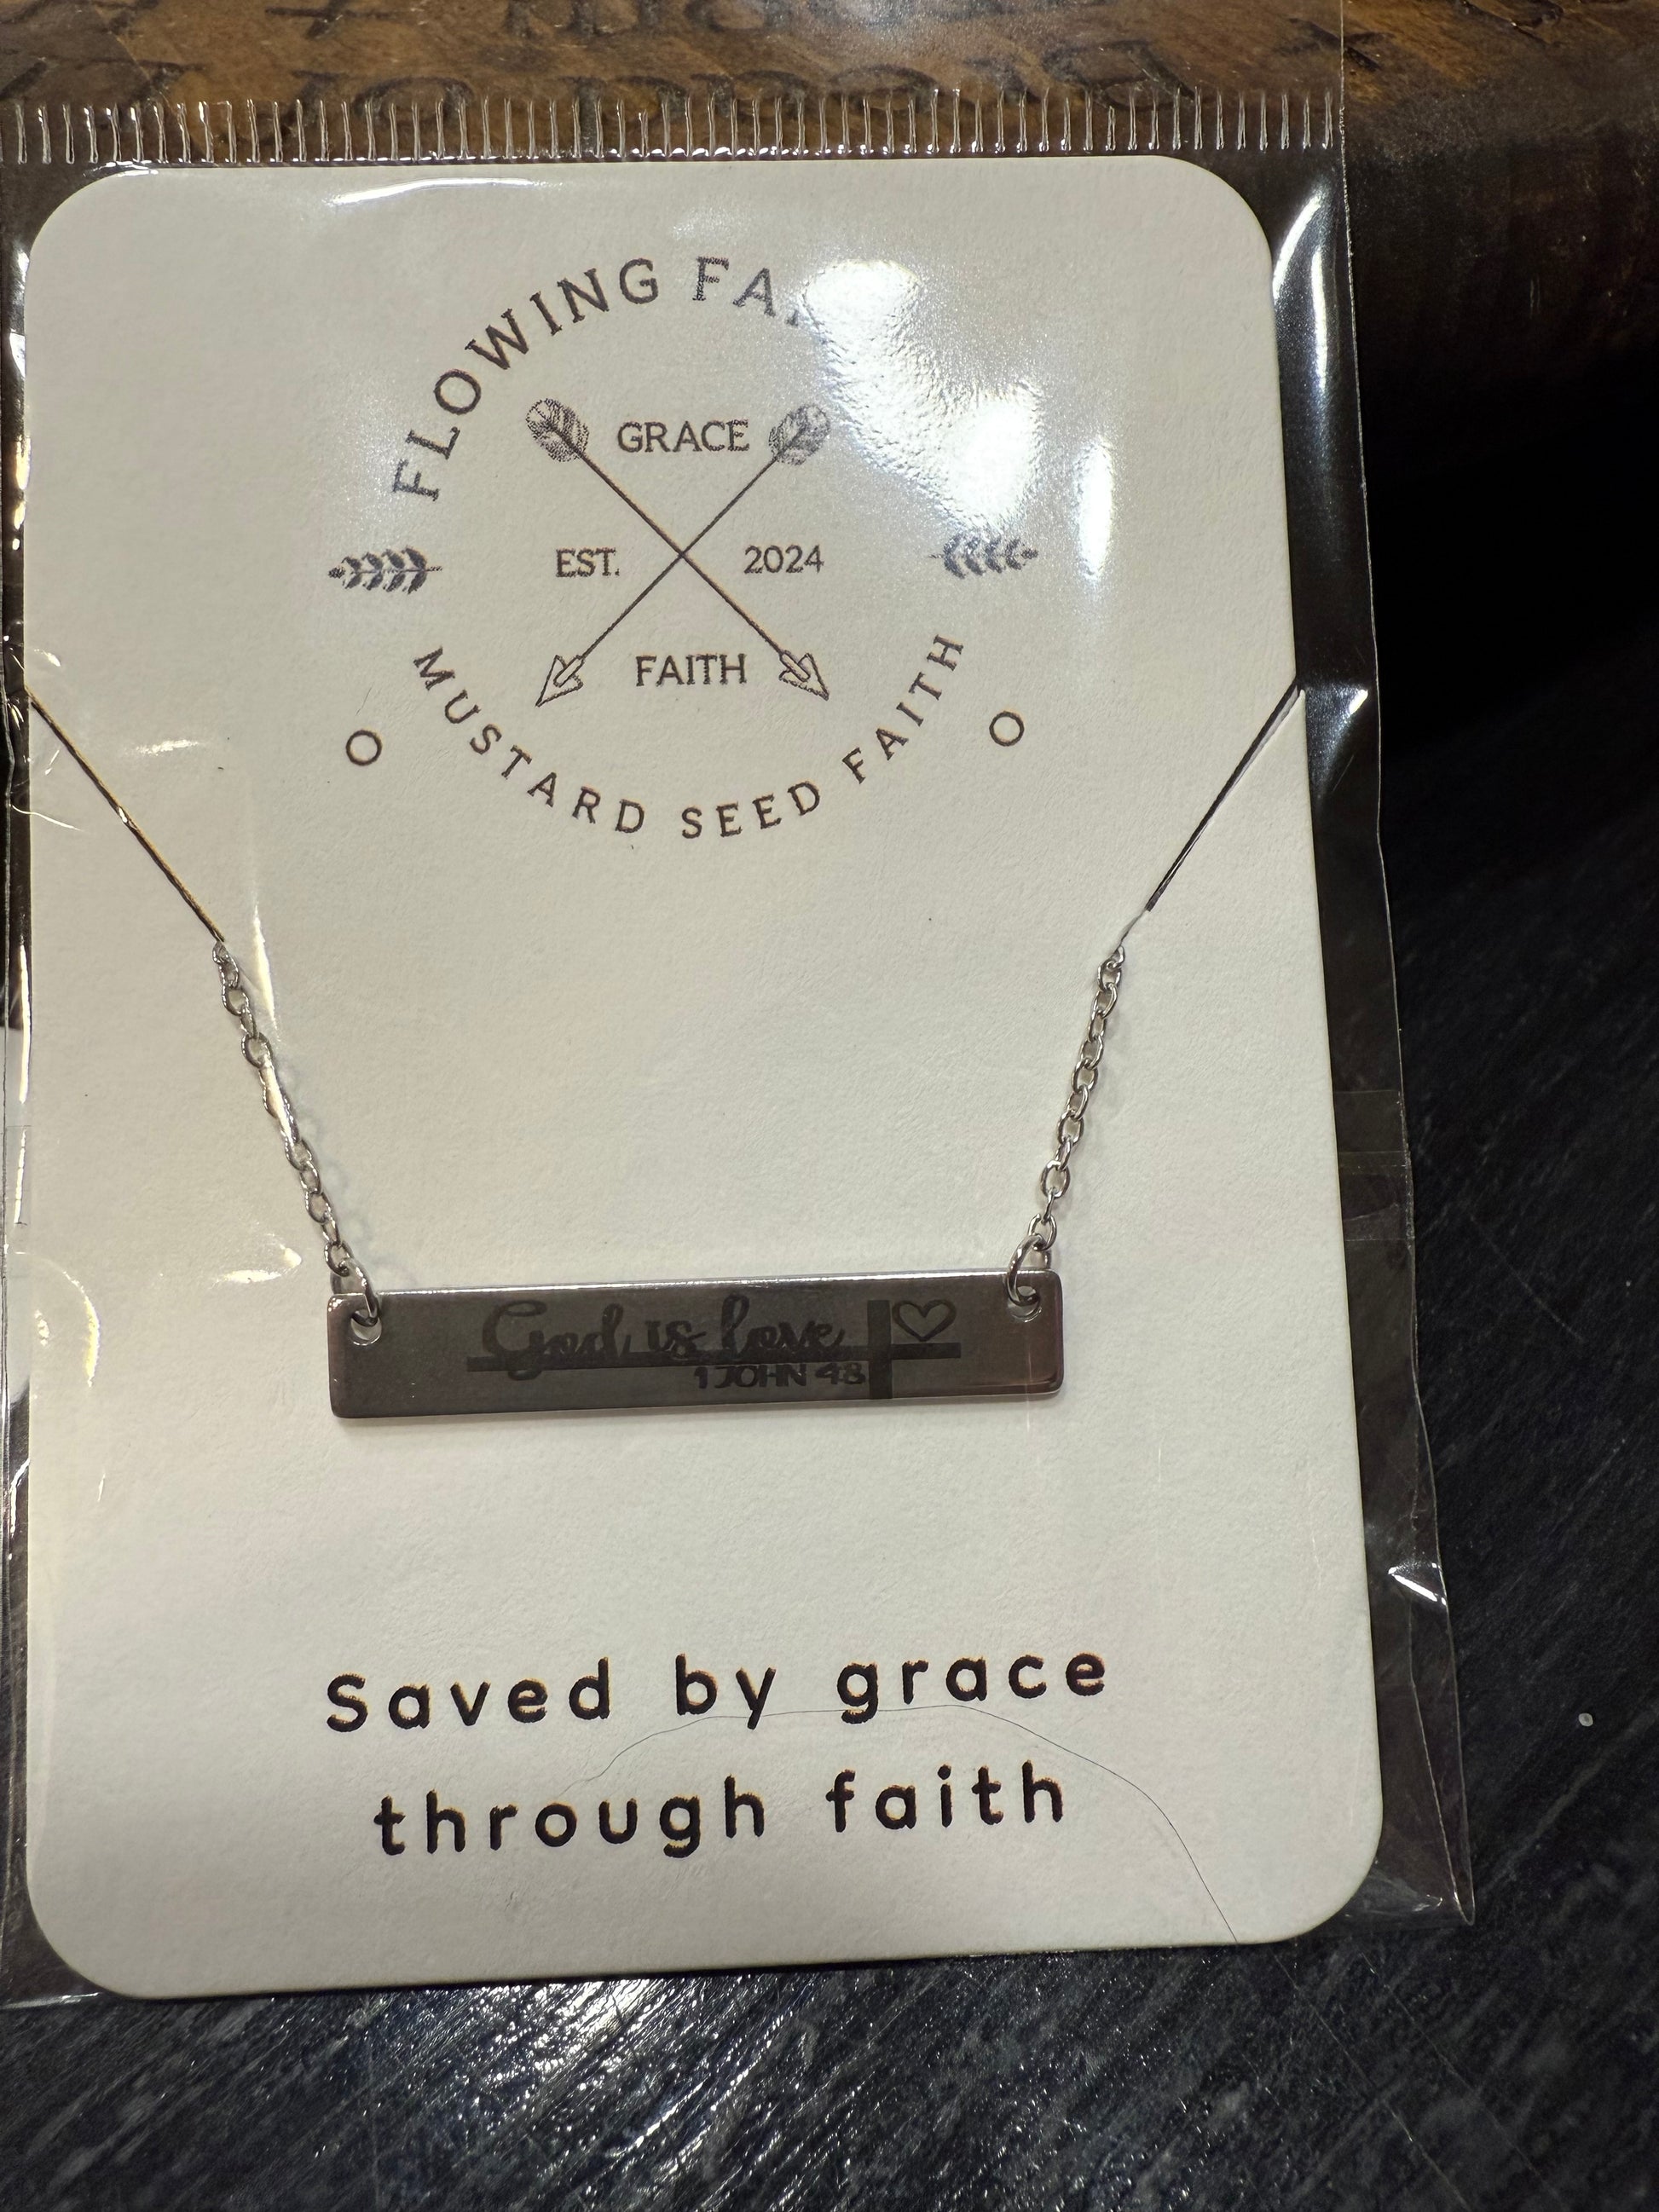 FLOWING
GRACE
EST. 2024
FAITH
MUSTARD SEED FAITH
O O
God is love
1 JOHN 4:8
Saved by grace
through faith